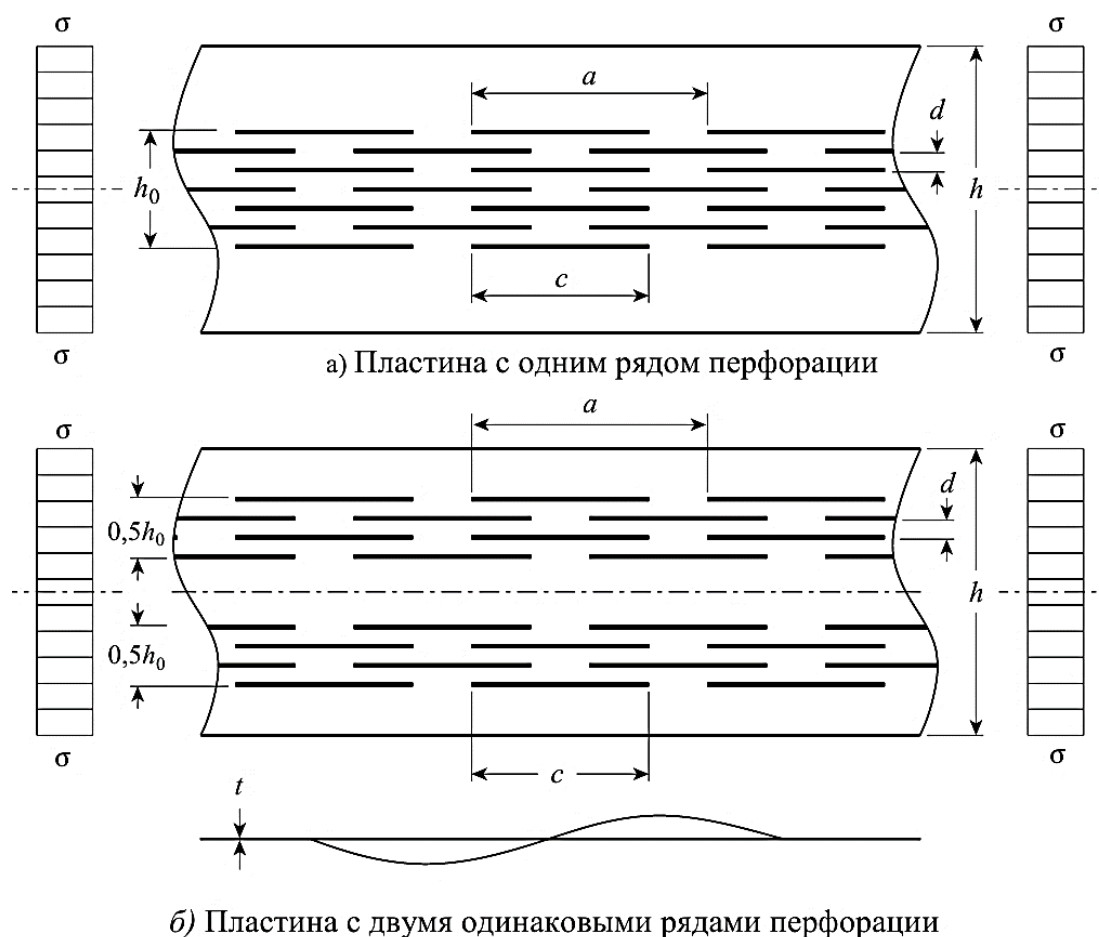 σ
σ
a
d
h₀
h
c
σ
σ
а) Пластина с одним рядом перфорации
a
σ
σ
d
0,5h₀
h
0,5h₀
c
σ
σ
t
б) Пластина с двумя одинаковыми рядами перфорации